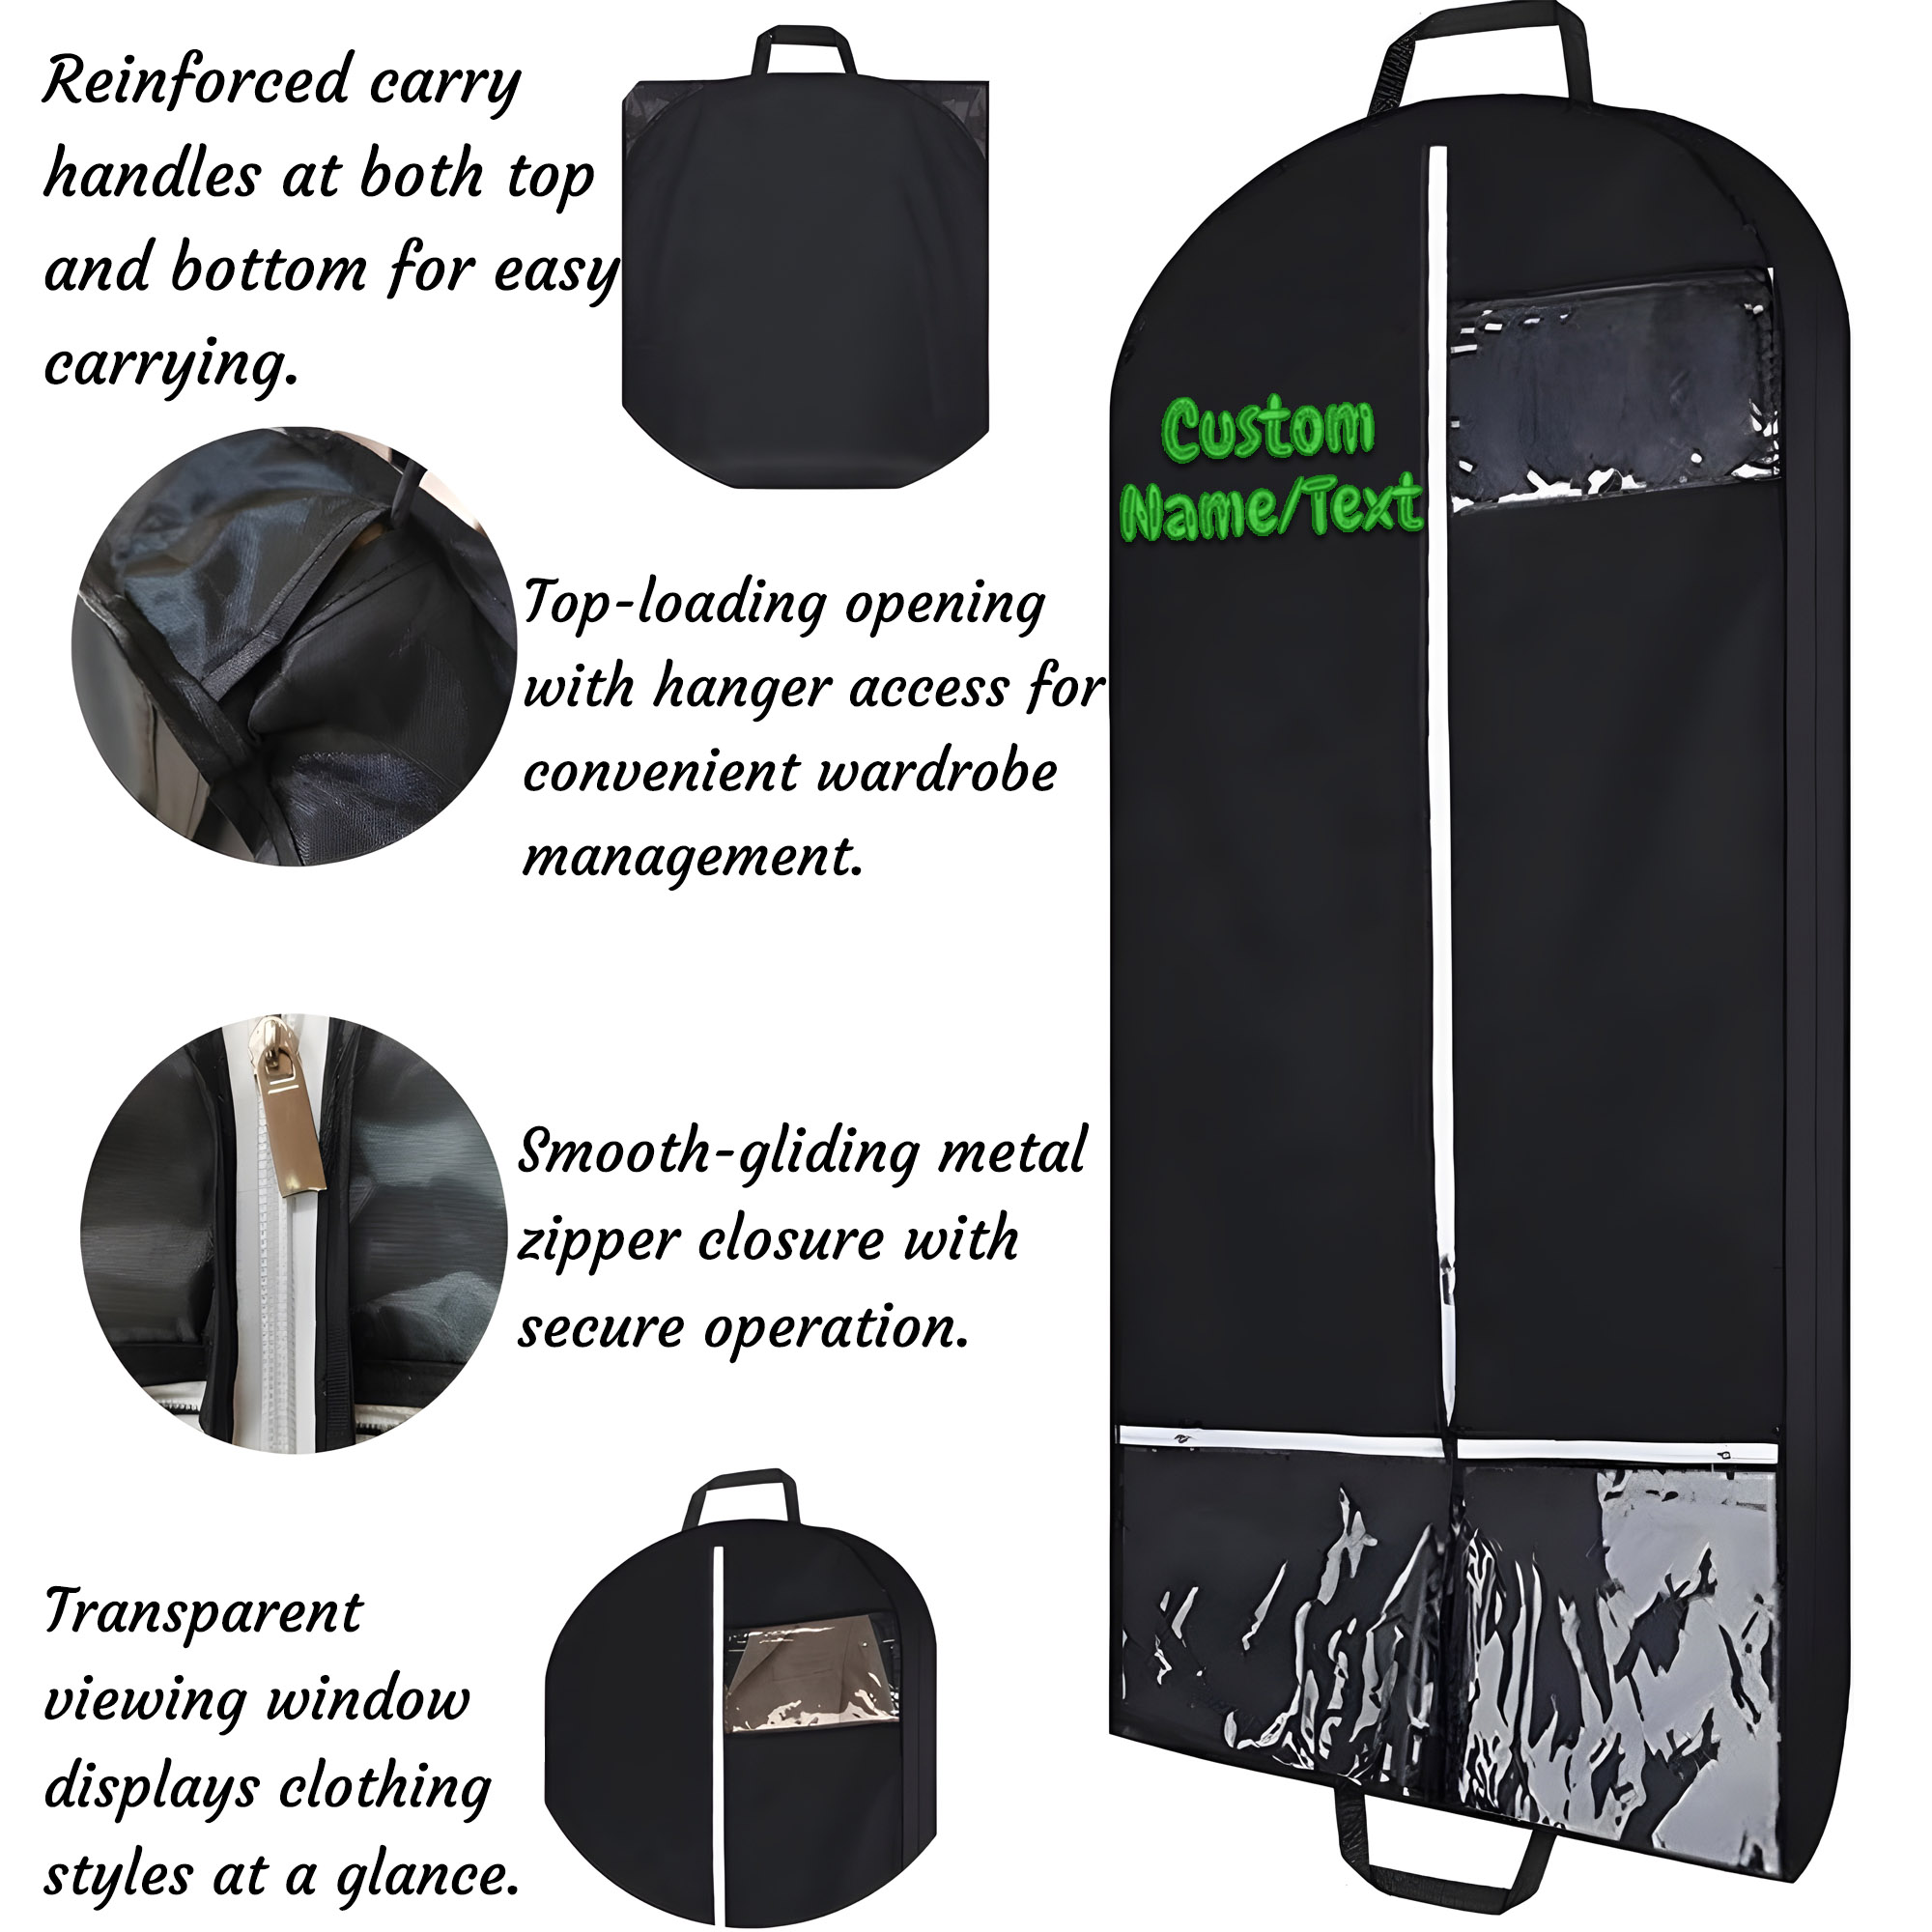 Reinforced carry
handles at both top
and bottom for easy
carrying.
Custom
Name/Text
Top-loading opening
with hanger access for
convenient wardrobe
management.
Smooth-gliding metal
zipper closure with
secure operation.
Transparent
viewing window
displays clothing
styles at a glance.